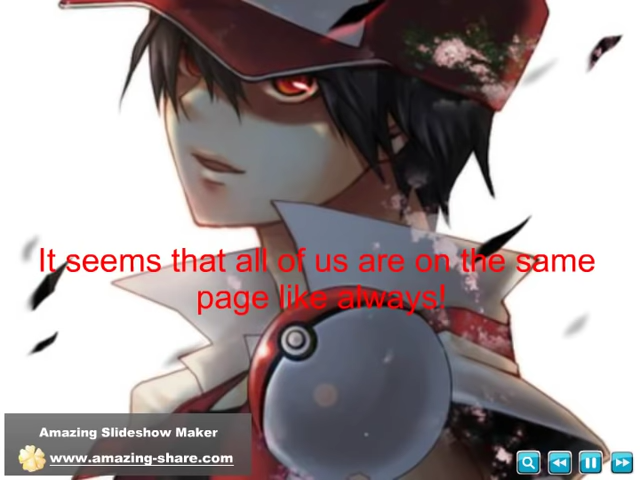 It seems that all of us are on the same
page like always!
Amazing Slideshow Maker
www.amazing-share.com